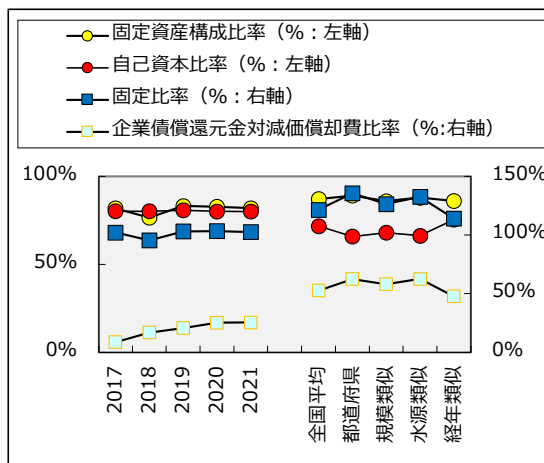 固定資産構成比率（%：左軸）
自己資本比率（%：左軸）
固定比率（%：右軸）
企業債償還元金対減価償却費比率（%:右軸）
100%
50%
0%
150%
100%
50%
0%
2017
2018
2019
2020
2021
全国平均
都道府県
規模類似
水源類似
経年類似